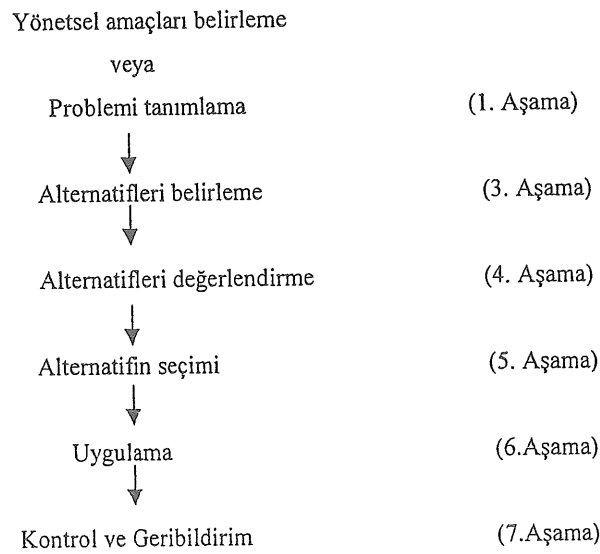 Yönetsel amaçları belirleme
veya
Problemi tanımlama (1. Aşama)
Alternatifleri belirleme (3. Aşama)
Alternatifleri değerlendirme (4. Aşama)
Alternatifin seçimi (5. Aşama)
Uygulama (6.Aşama)
Kontrol ve Geribildirim (7.Aşama)